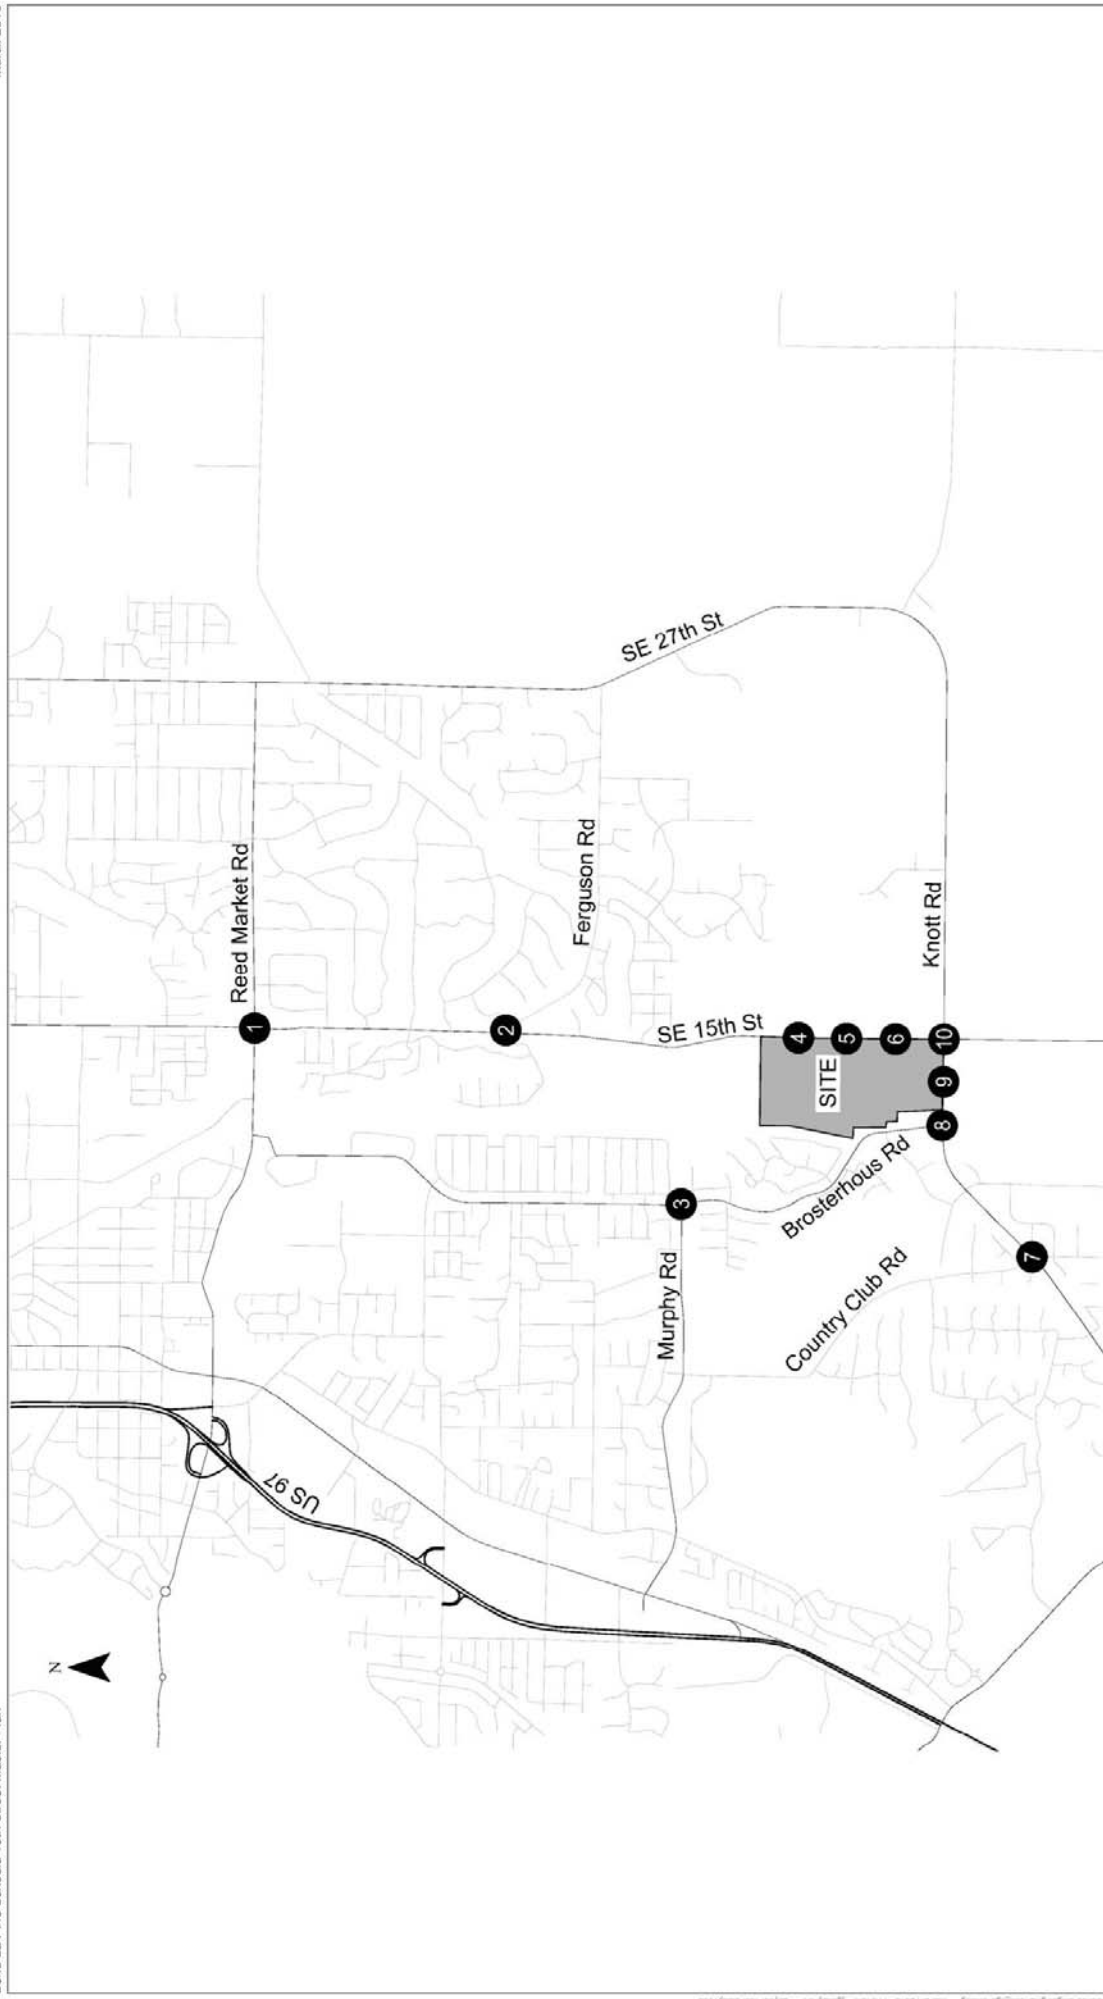 N
US 97
Reed Market Rd
1
2
Ferguson Rd
SE 27th St
SE 15th St
Murphy Rd
3
4
5
6
SITE
Brosterhous Rd
Country Club Rd
Knott Rd
7
8
9
10